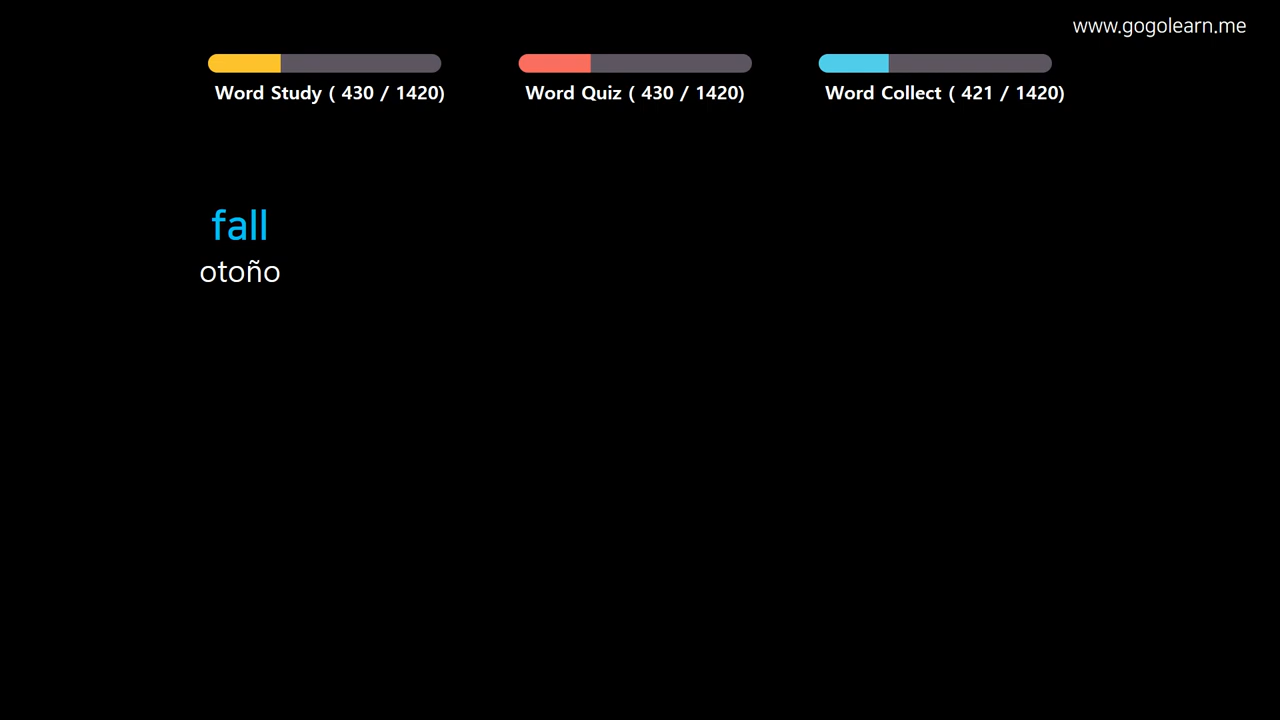 www.gogolearn.me
Word Study ( 430 / 1420)
Word Quiz ( 430 / 1420)
Word Collect ( 421 / 1420)
fall
otoño